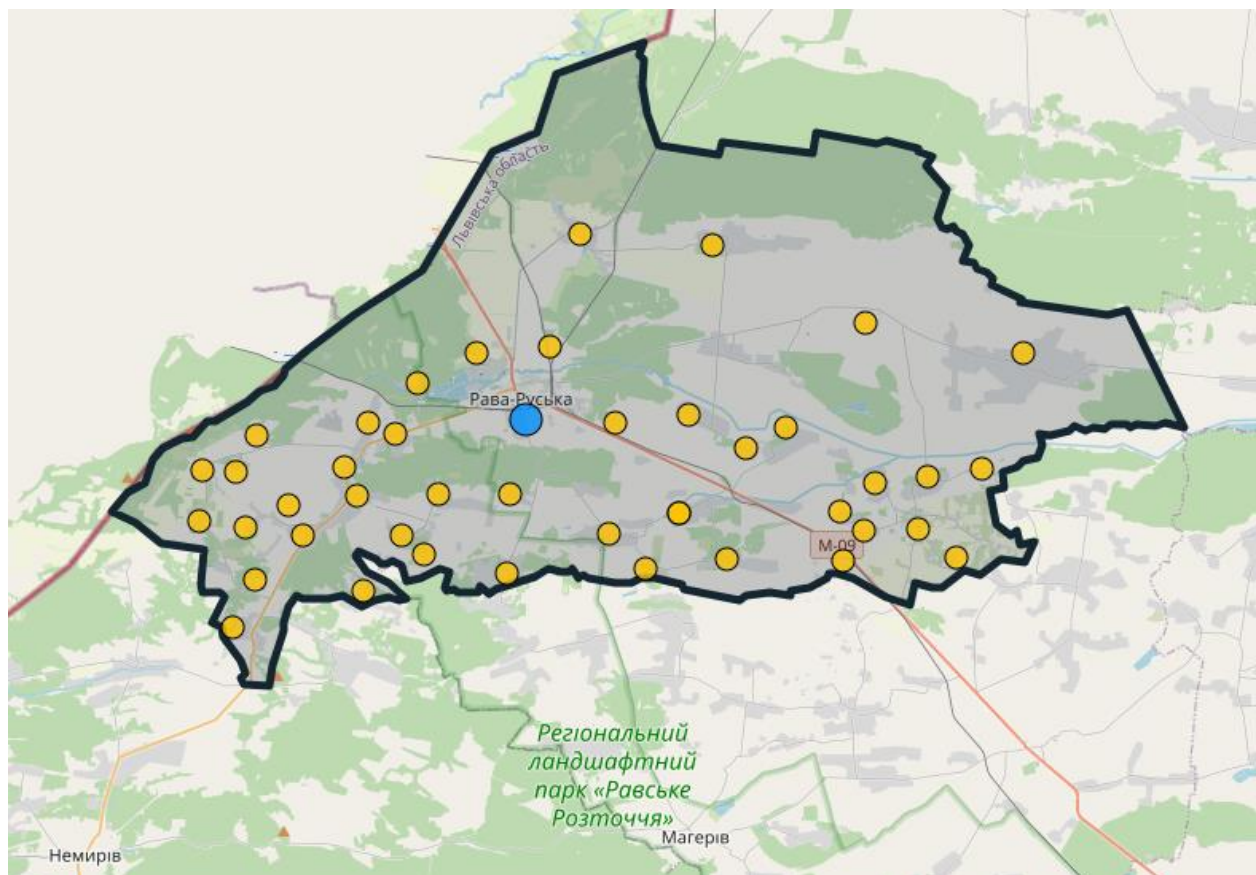 Львівська область
Рава-Руська
М-09
Регіональний
ландшафтний
парк «Равське
Розточчя»
Магерів
Немирів